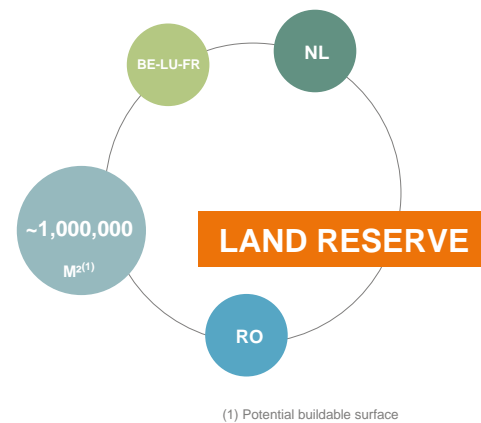 NL
BE-LU-FR
~1,000,000
M²⁽¹⁾
LAND RESERVE
RO
(1) Potential buildable surface